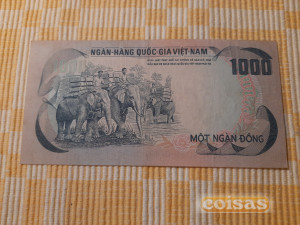 NGÂN-HÀNG QUỐC-GIA VIỆT-NAM
1000
MỘT NGÀN ĐỒNG
coisas